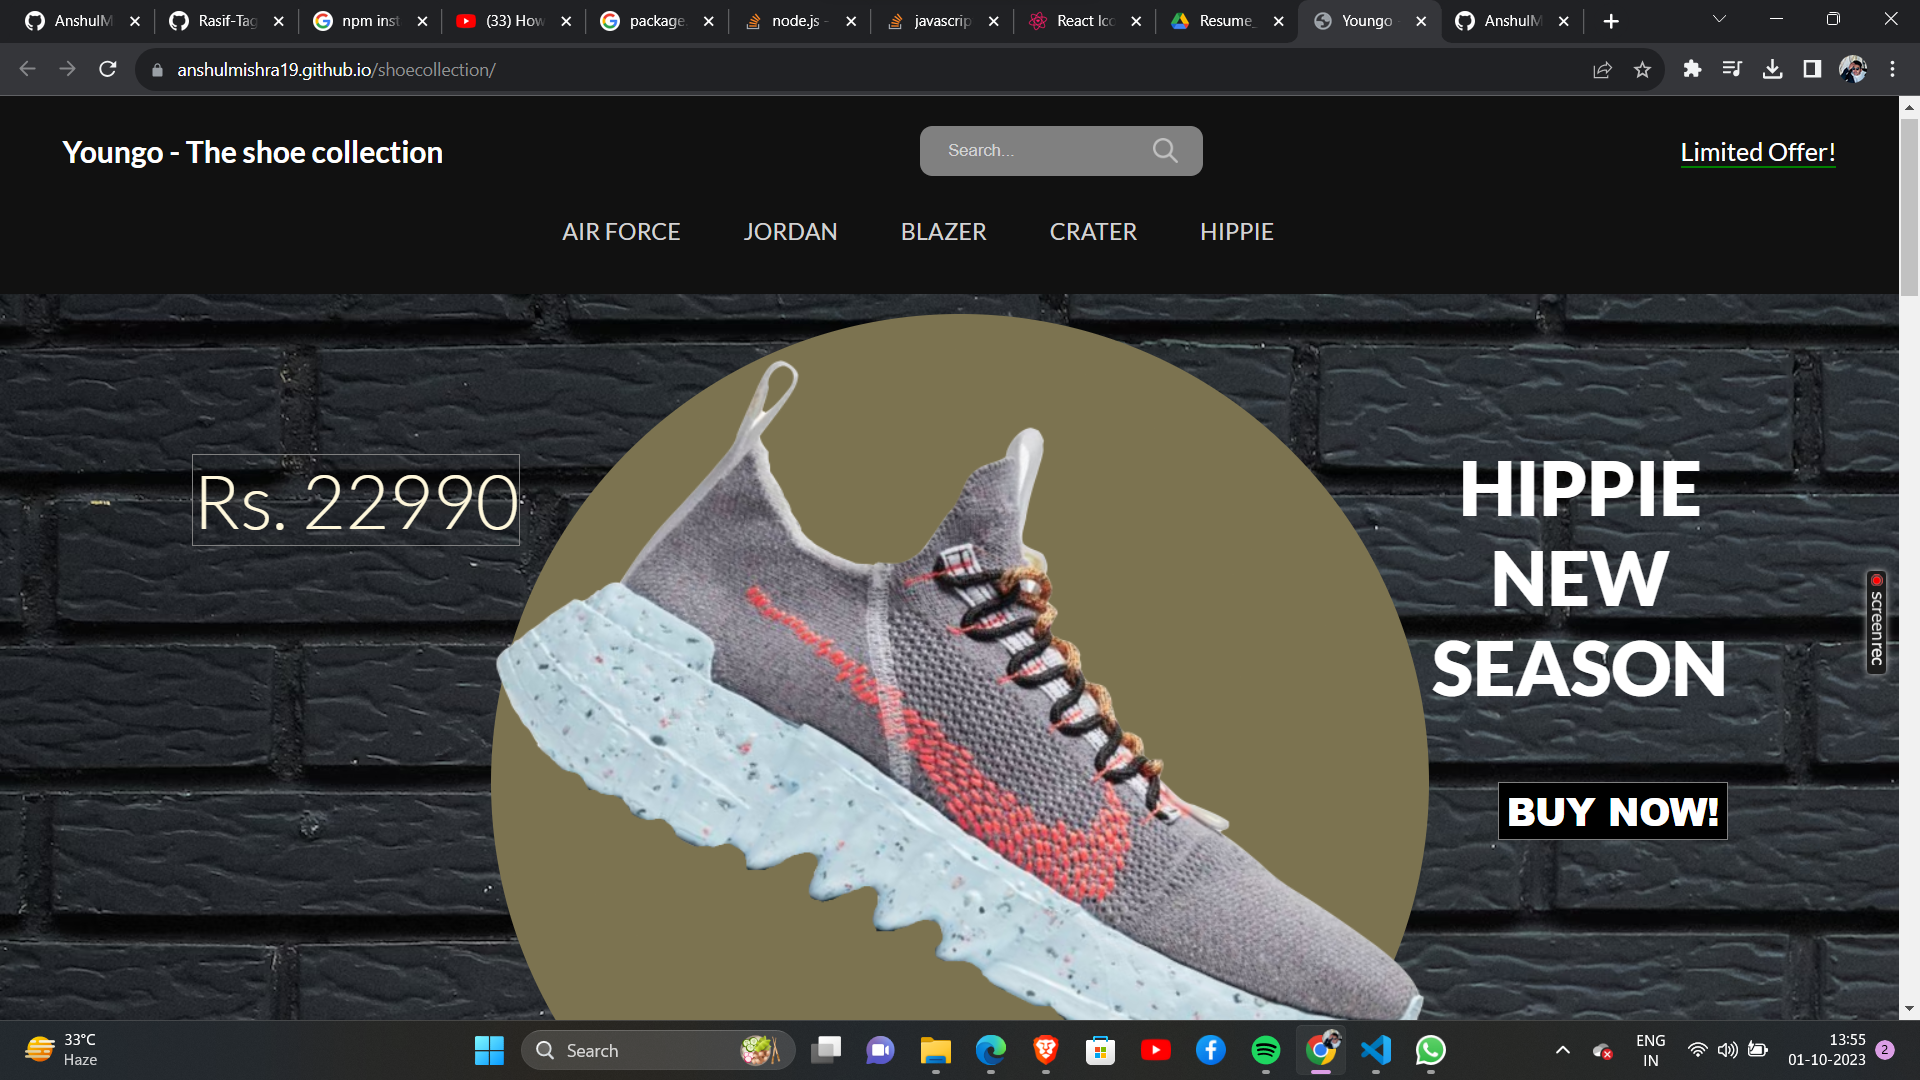 AnshulM
Rasif-Tag
npm inst
(33) How
package.
node.js -
javascrip
React Ico
Resume_
Youngo
AnshulM
anshulmishra19.github.io/shoecollection/
Youngo - The shoe collection
Search...
Limited Offer!
AIR FORCE
JORDAN
BLAZER
CRATER
HIPPIE
Rs. 22990
HIPPIE
NEW
SEASON
BUY NOW!
screenrec
33°C
Haze
Search
ENG
IN
13:55
01-10-2023
2